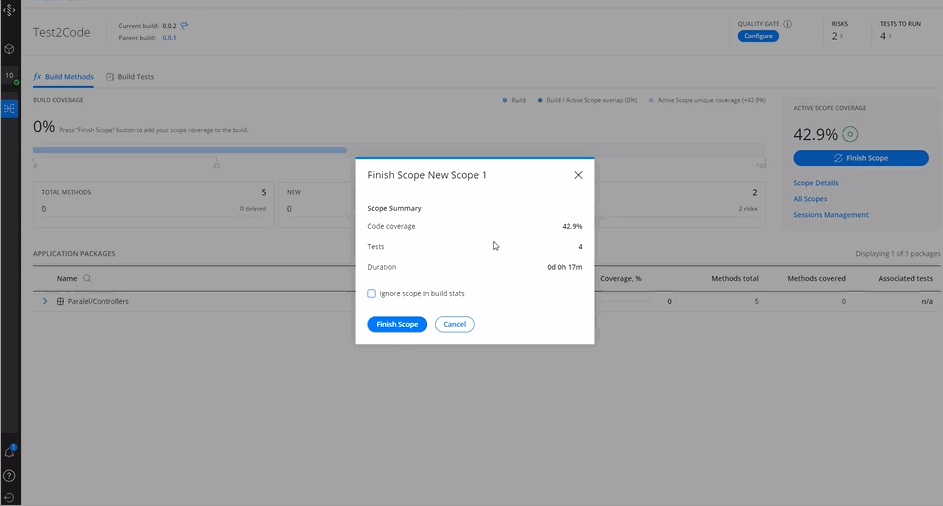 Test2Code
Current build: 0.0.2
Parent build: 0.0.1
QUALITY GATE
Configure
RISKS
2 >
TESTS TO RUN
4 >
10
fx Build Methods
Build Tests
BUILD COVERAGE
Build
Build / Active Scope overlap (0%)
Active Scope unique coverage (+42.9%)
0% Press "Finish Scope" button to add your scope coverage to the build.
0
25
100
ACTIVE SCOPE COVERAGE
42.9%
Finish Scope
Scope Details
All Scopes
Sessions Management
TOTAL METHODS 5
0 0 deleted
NEW
0
2
2 risks
Finish Scope New Scope 1
Scope Summary
Code coverage 42.9%
Tests 4
Duration 0d 0h 17m
Ignore scope in build stats
Finish Scope
Cancel
APPLICATION PACKAGES
Displaying 1 of 1 packages
Name
Coverage, %
Methods total
Methods covered
Associated tests
Paralel/Controllers
0
5
0
n/a
1
?